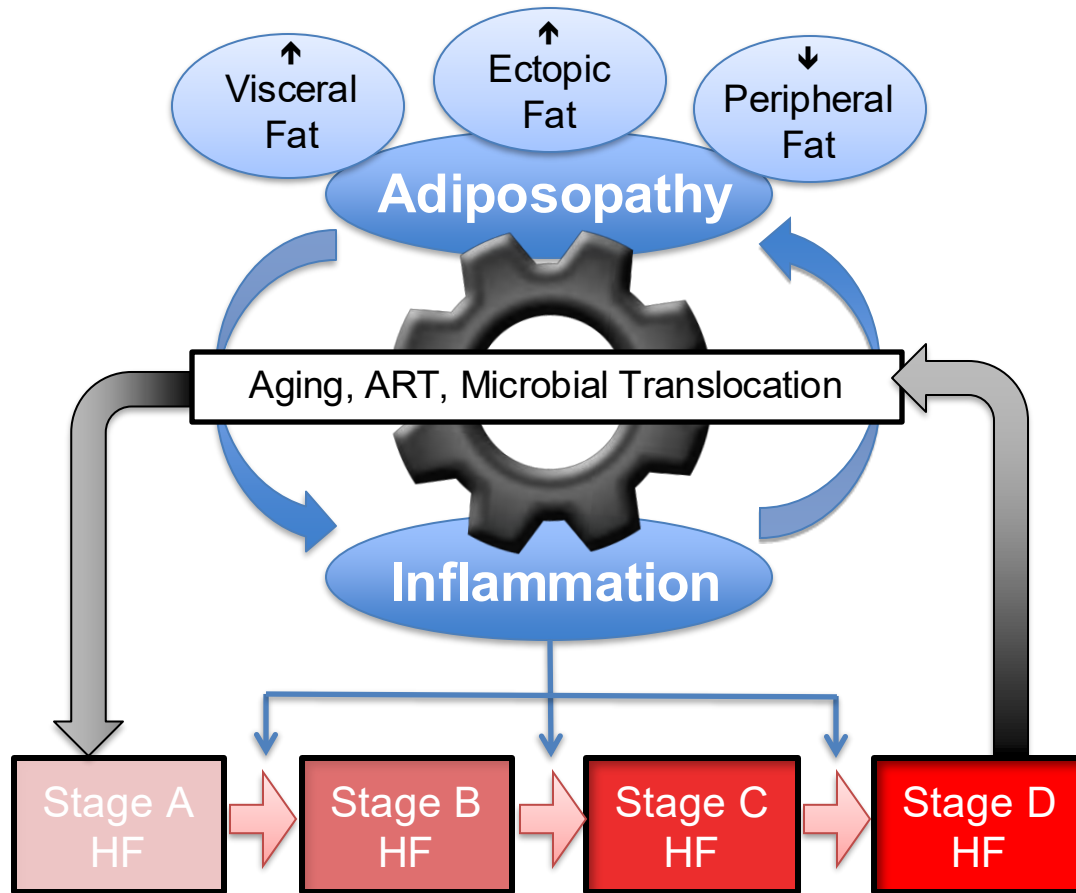 ↑
Visceral
Fat
↑
Ectopic
Fat
↓
Peripheral
Fat
Adiposopathy
Aging, ART, Microbial Translocation
Inflammation
Stage A
HF
Stage B
HF
Stage C
HF
Stage D
HF